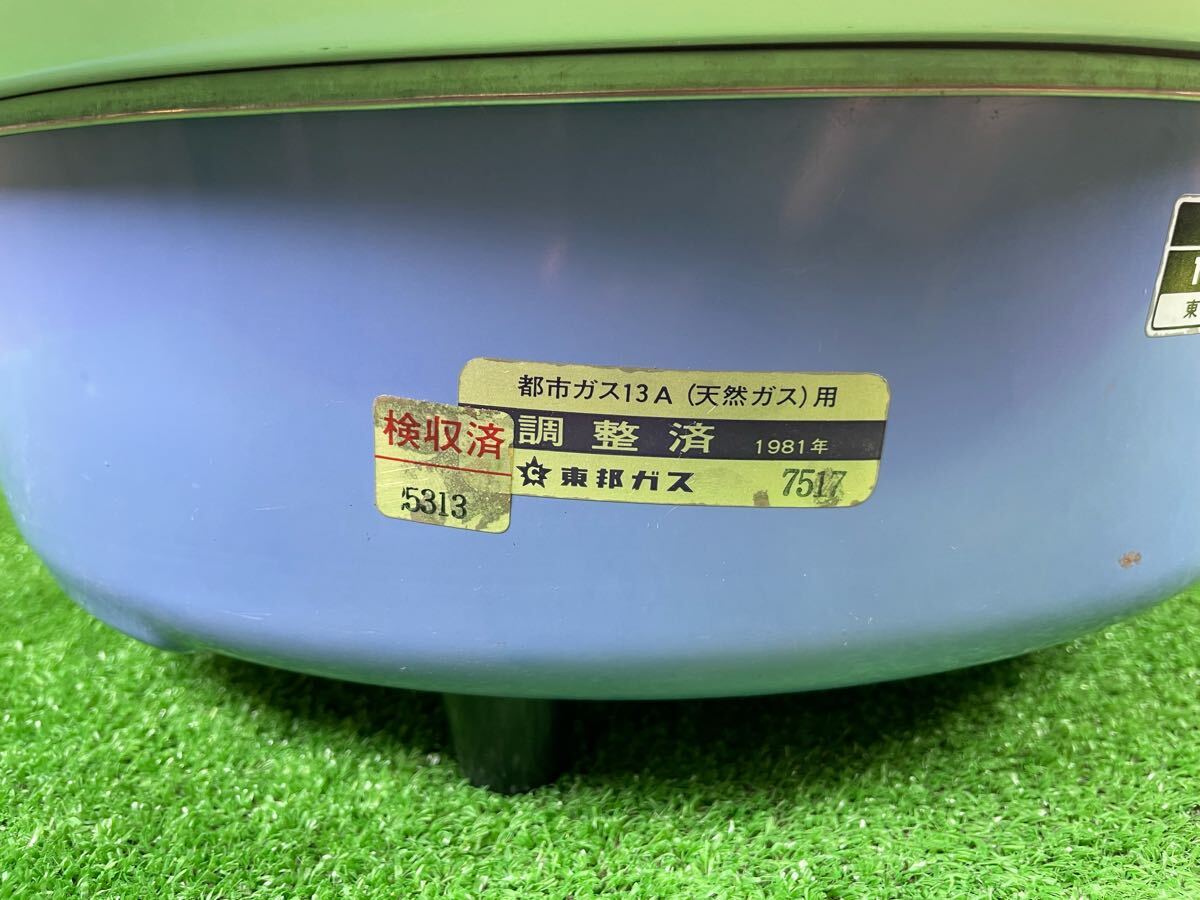 都市ガス13A(天然ガス)用
調整済 1981年
東邦ガス 7517
検収済
5313
東